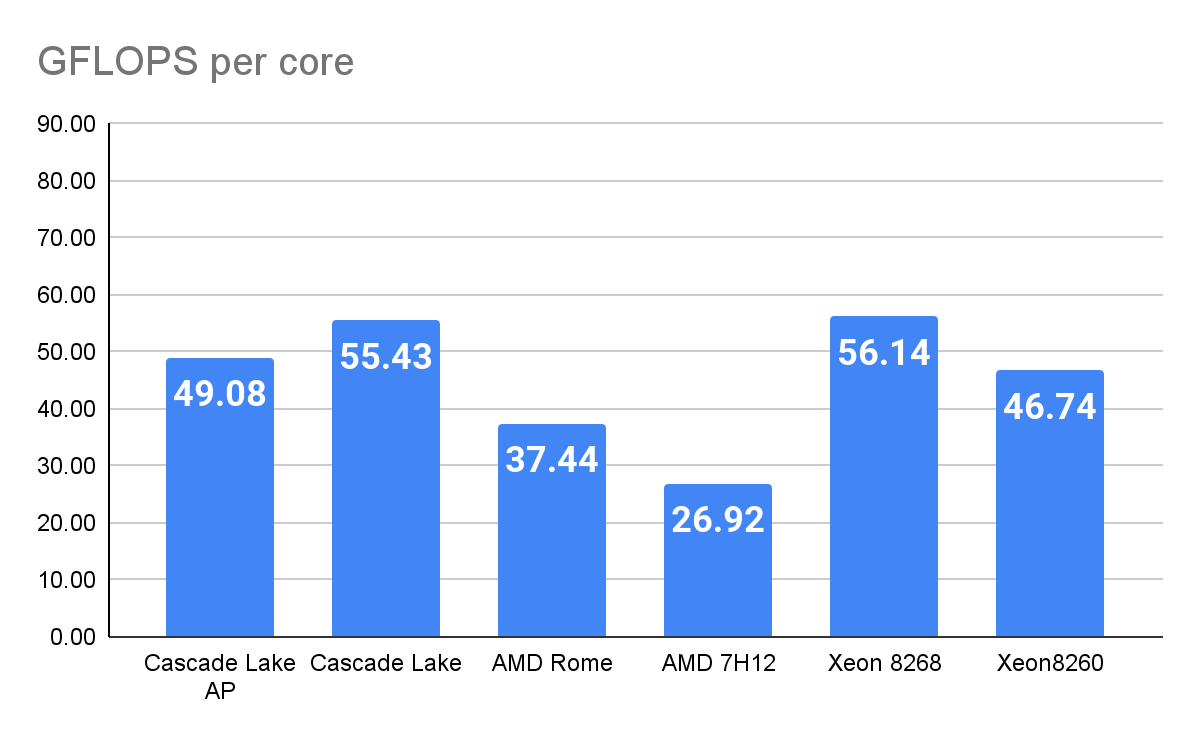 GFLOPS per core
90.00
80.00
70.00
60.00
50.00
40.00
30.00
20.00
10.00
0.00
49.08
55.43
37.44
26.92
56.14
46.74
Cascade Lake AP
Cascade Lake
AMD Rome
AMD 7H12
Xeon 8268
Xeon8260